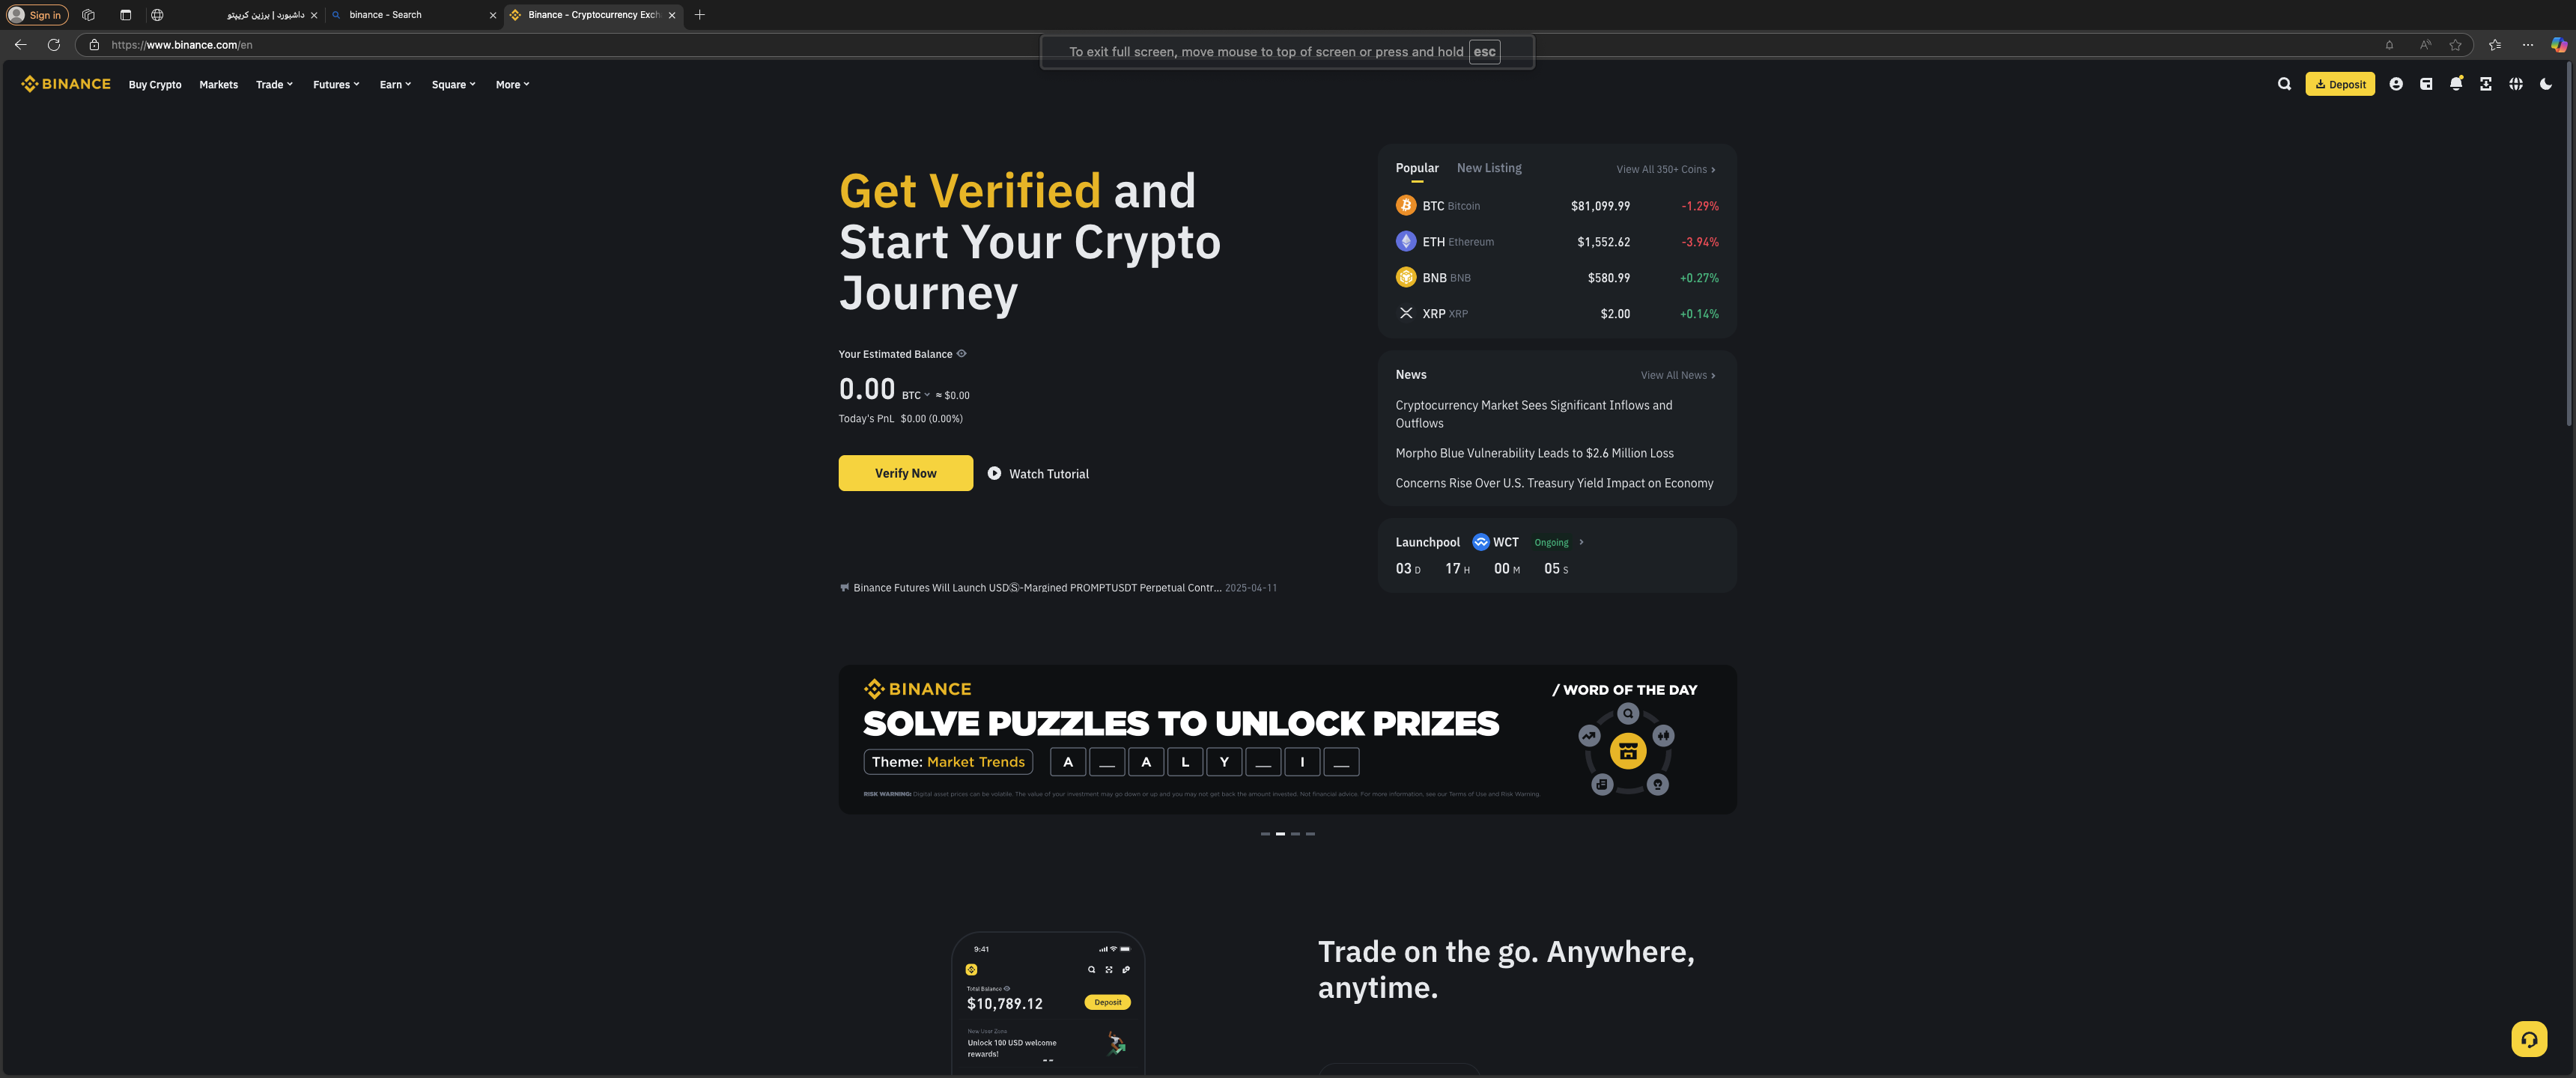 Sign in
داشبورد | برزین کریپتو
binance - Search
Binance - Cryptocurrency Exch
https://www.binance.com/en
To exit full screen, move mouse to top of screen or press and hold esc
BINANCE
Buy Crypto
Markets
Trade
Futures
Earn
Square
More
Deposit
Get Verified and
Start Your Crypto
Journey
Your Estimated Balance
0.00 BTC ≈ $0.00
Today's PnL $0.00 (0.00%)
Verify Now
Watch Tutorial
Binance Futures Will Launch USDⓈ-Margined PROMPTUSDT Perpetual Contr... 2025-04-11
Popular
New Listing
View All 350+ Coins
BTC Bitcoin $81,099.99 -1.29%
ETH Ethereum $1,552.62 -3.94%
BNB BNB $580.99 +0.27%
XRP XRP $2.00 +0.14%
News
View All News
Cryptocurrency Market Sees Significant Inflows and
Outflows
Morpho Blue Vulnerability Leads to $2.6 Million Loss
Concerns Rise Over U.S. Treasury Yield Impact on Economy
Launchpool WCT Ongoing
03 D 17 H 00 M 05 S
BINANCE
/ WORD OF THE DAY
SOLVE PUZZLES TO UNLOCK PRIZES
Theme: Market Trends
A _ A L Y _ I _
RISK WARNING: Digital asset prices can be volatile. The value of your investment may go down or up and you may not get back the amount invested. Not financial advice. For more information, see our Terms of Use and Risk Warning.
9:41
Total Balance
$10,789.12
Deposit
New User Zone
Unlock 100 USD welcome
rewards!
Trade on the go. Anywhere,
anytime.